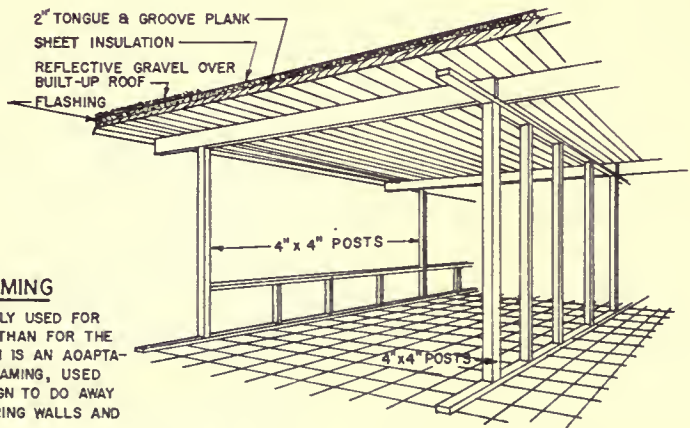 2" TONGUE & GROOVE PLANK
SHEET INSULATION
REFLECTIVE GRAVEL OVER
BUILT-UP ROOF
FLASHING
4" x 4" POSTS
4"x4" POSTS
MING
LY USED FOR
THAN FOR THE
IS AN AOAPTA-
AMING, USED
GN TO DO AWAY
RING WALLS AND